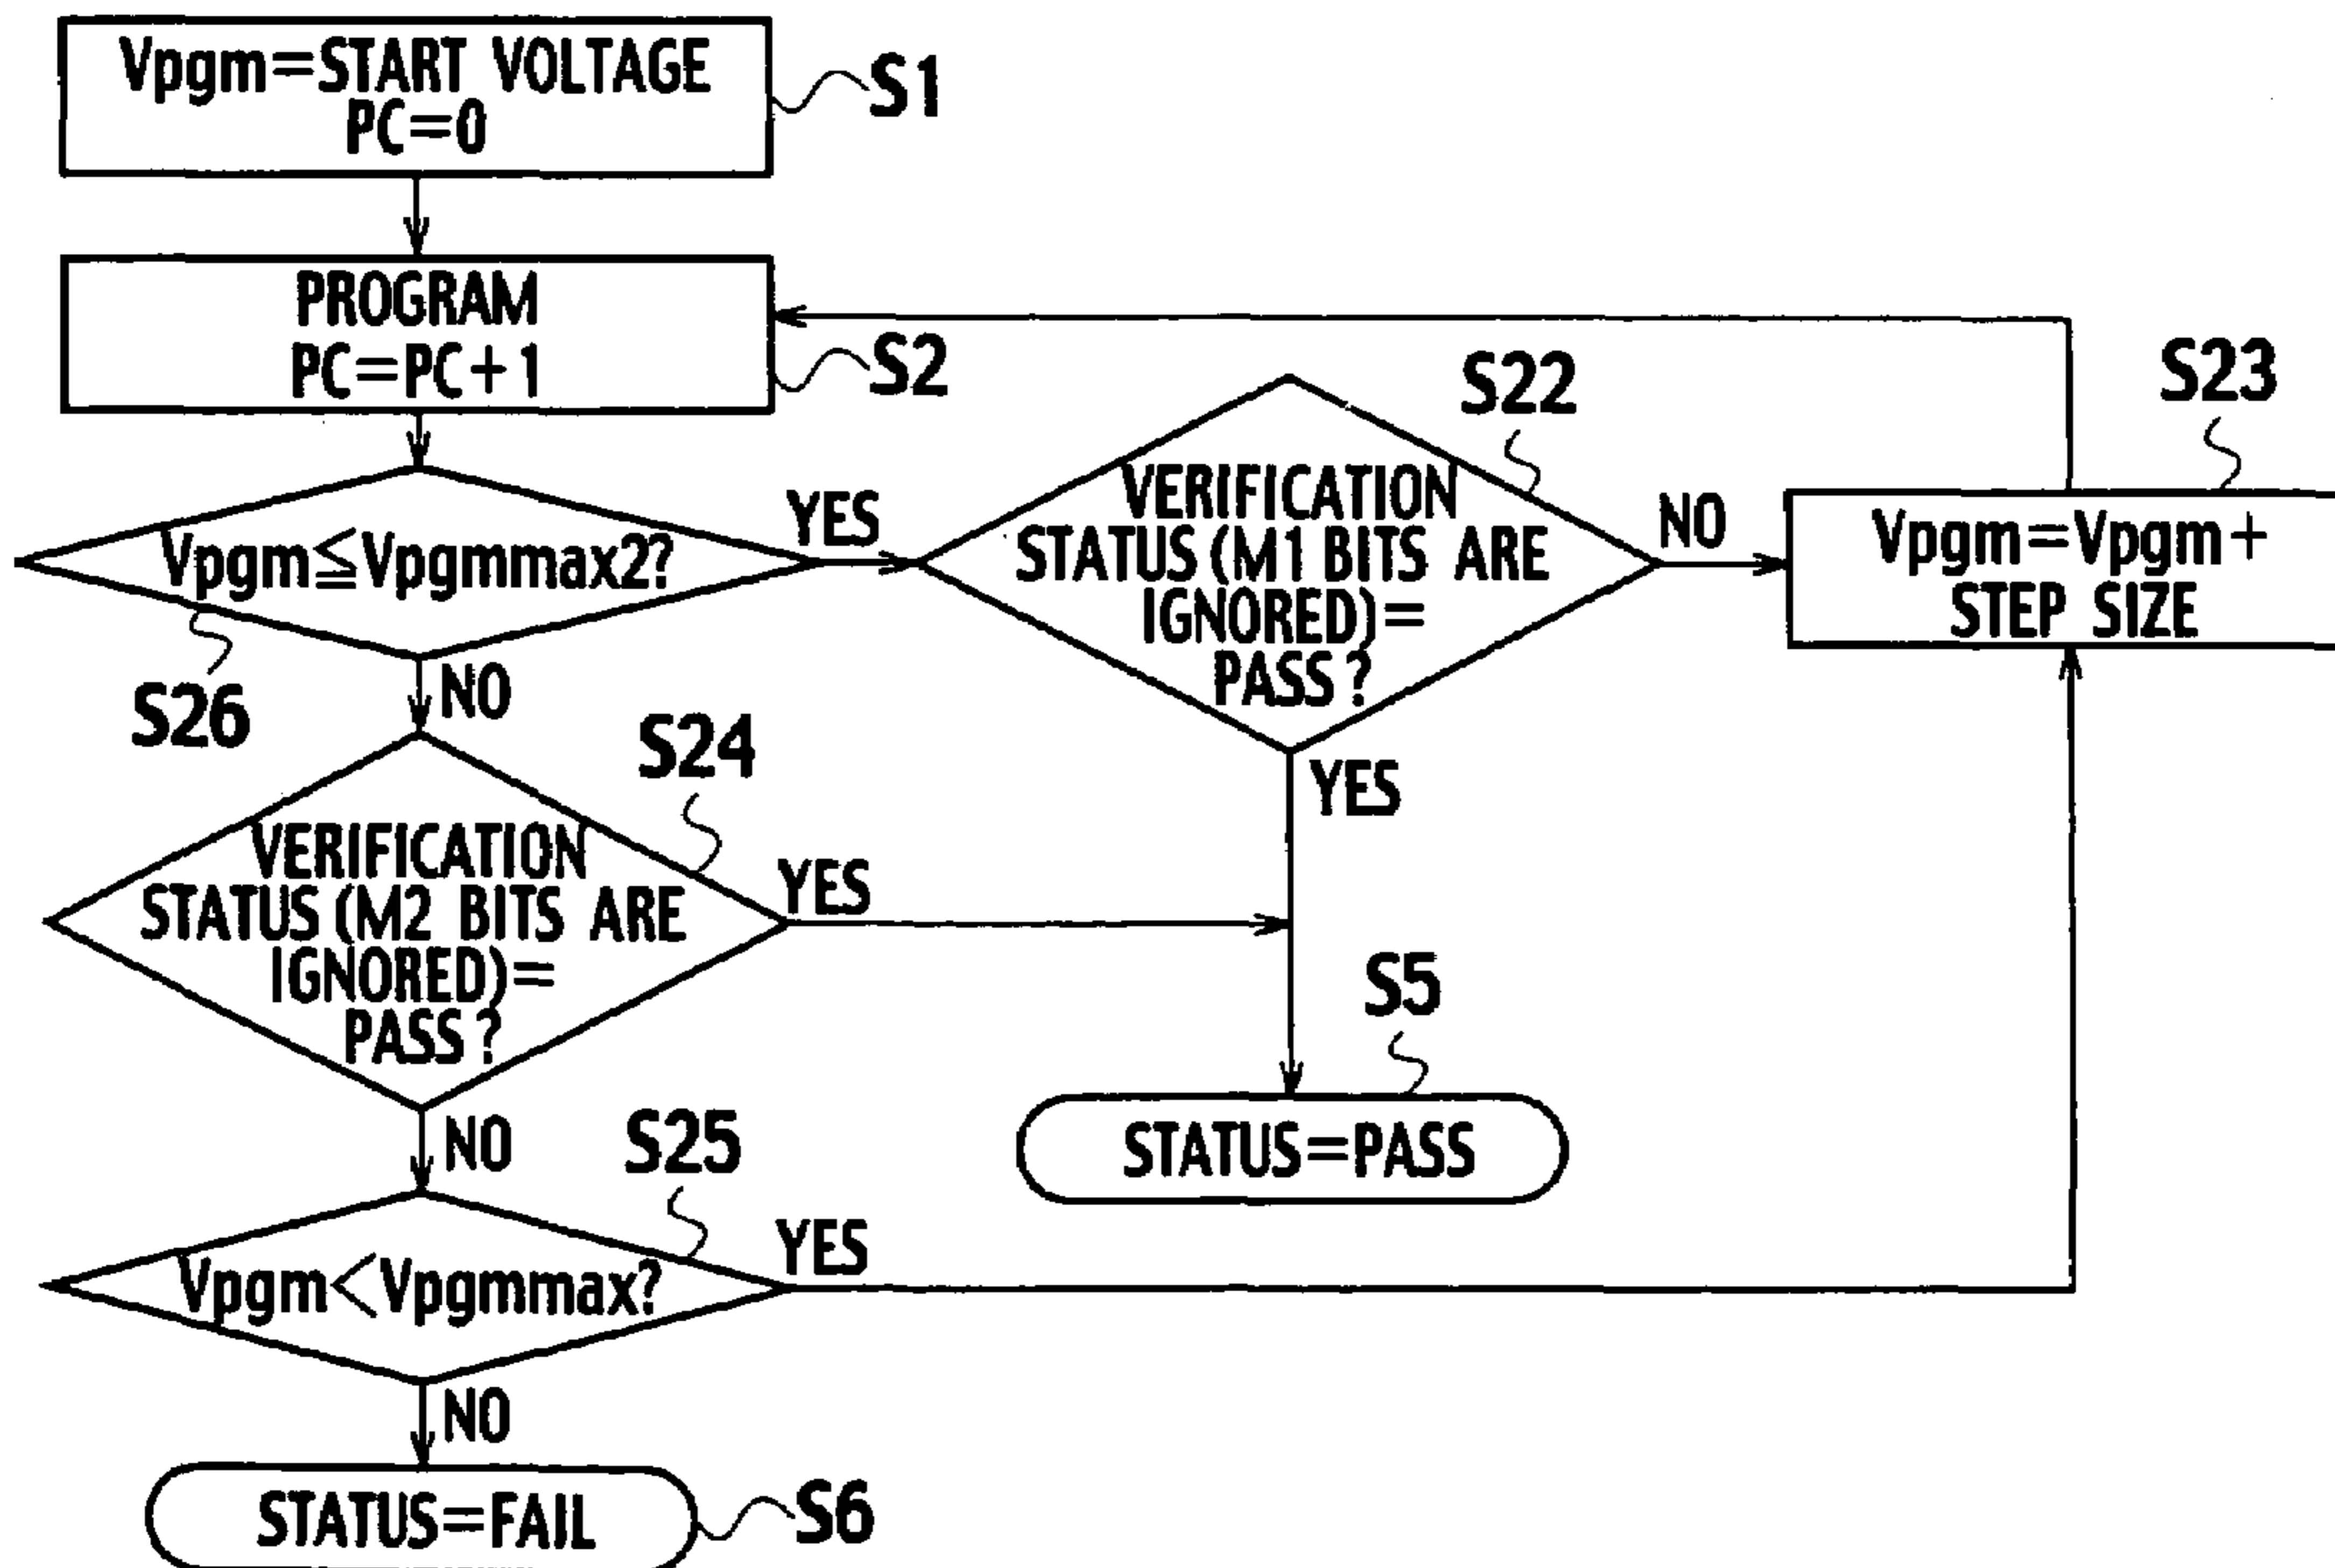 Vpgm=START VOLTAGE
PC=0
S1
PROGRAM
PC=PC+1
S2
Vpgm≦Vpgmmax2?
YES
NO
S26
VERIFICATION
STATUS (M1 BITS ARE
IGNORED)=
PASS?
S22
NO
YES
Vpgm=Vpgm+
STEP SIZE
S23
VERIFICATION
STATUS (M2 BITS ARE
IGNORED)=
PASS?
S24
YES
NO
STATUS=PASS
S5
Vpgm<Vpgmmax?
S25
YES
NO
STATUS=FAIL
S6